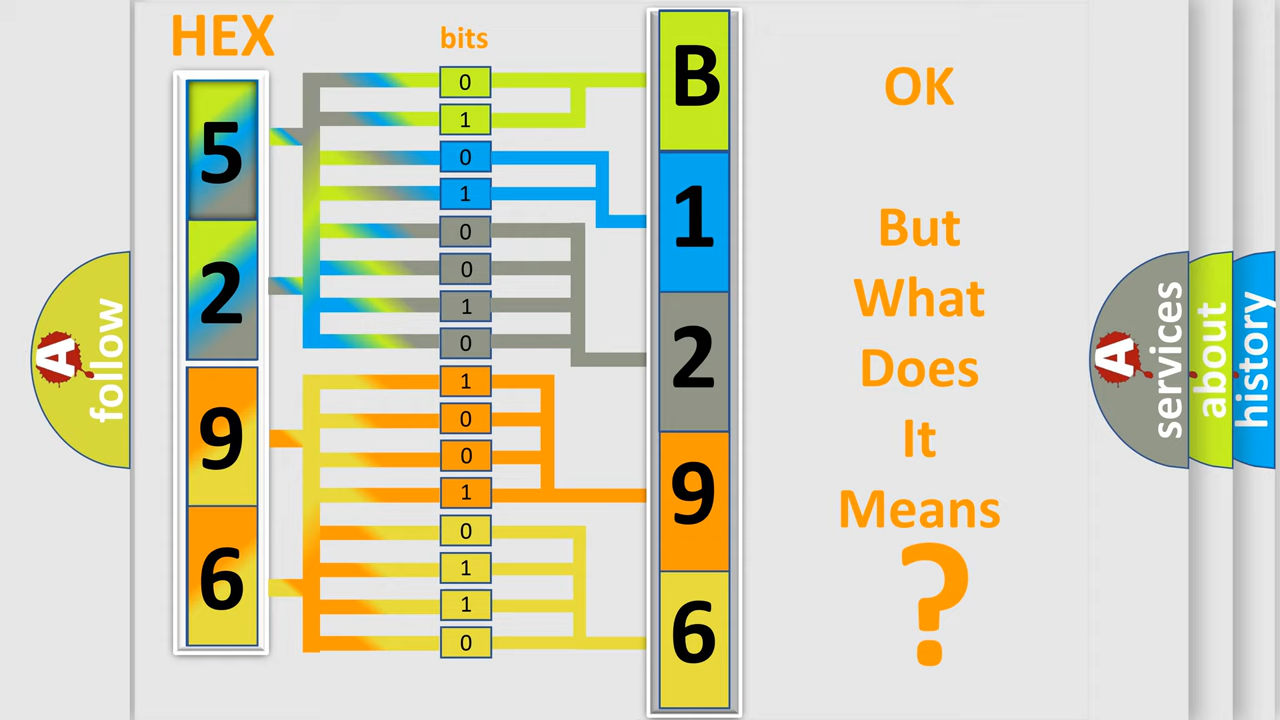 HEX
bits
5
2
9
6
0
1
0
1
0
0
1
0
1
0
0
1
0
1
1
0
B
1
2
9
6
OK
But
What
Does
It
Means
?
A
follow
A
services
about
history